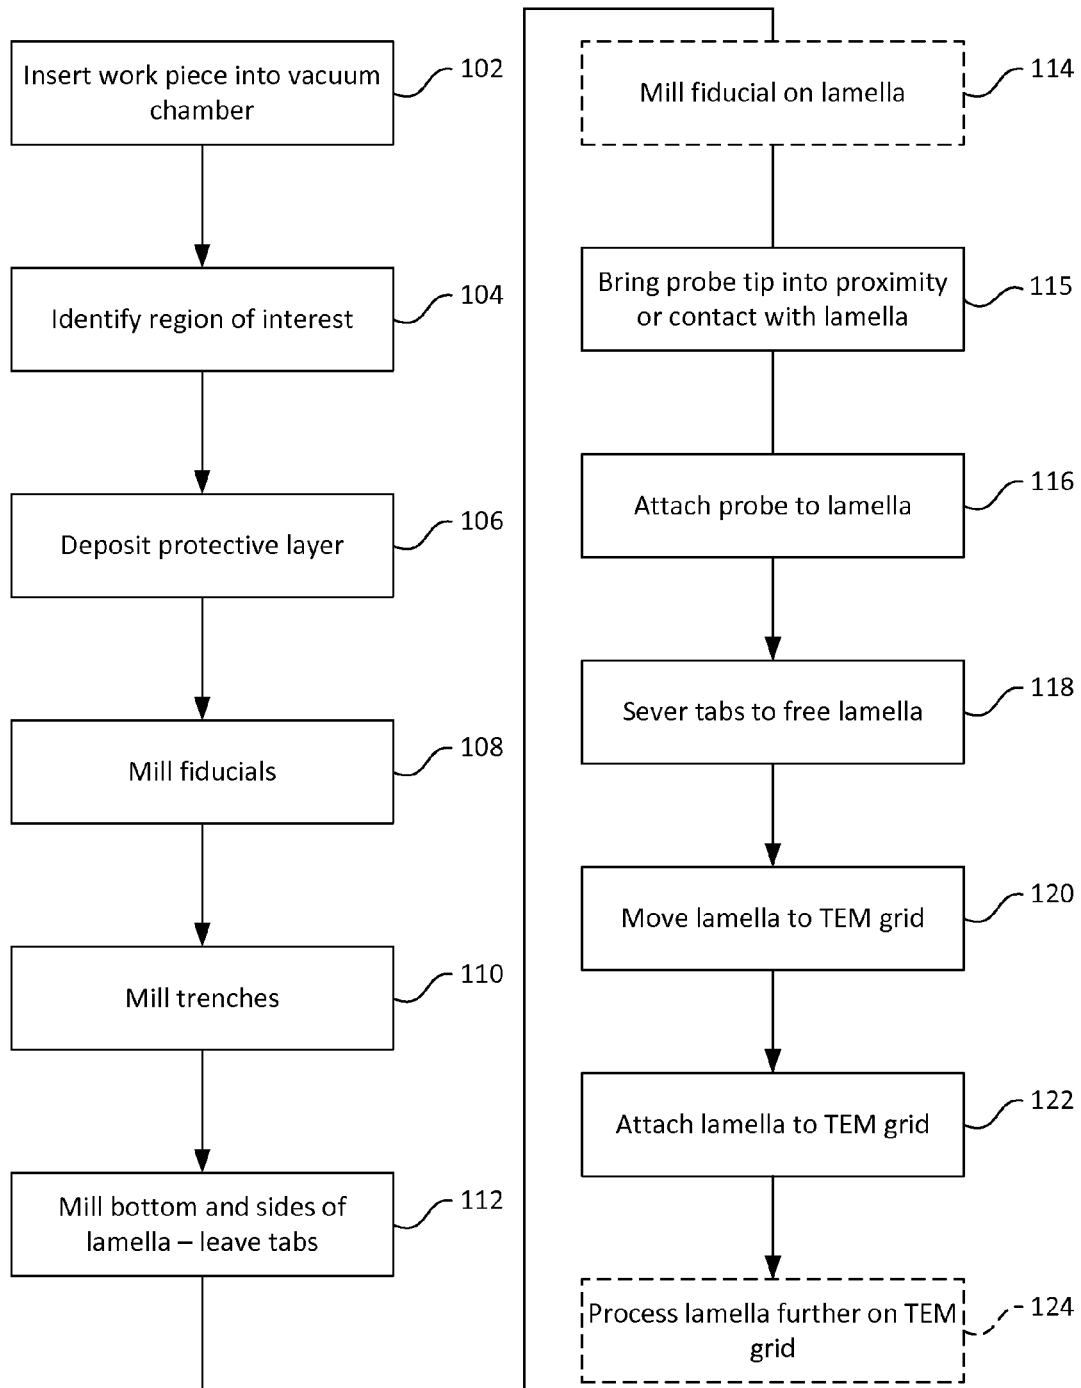 Insert work piece into vacuum
chamber
102
Identify region of interest
104
Deposit protective layer
106
Mill fiducials
108
Mill trenches
110
Mill bottom and sides of
lamella – leave tabs
112
Mill fiducial on lamella
114
Bring probe tip into proximity
or contact with lamella
115
Attach probe to lamella
116
Sever tabs to free lamella
118
Move lamella to TEM grid
120
Attach lamella to TEM grid
122
Process lamella further on TEM
grid
124